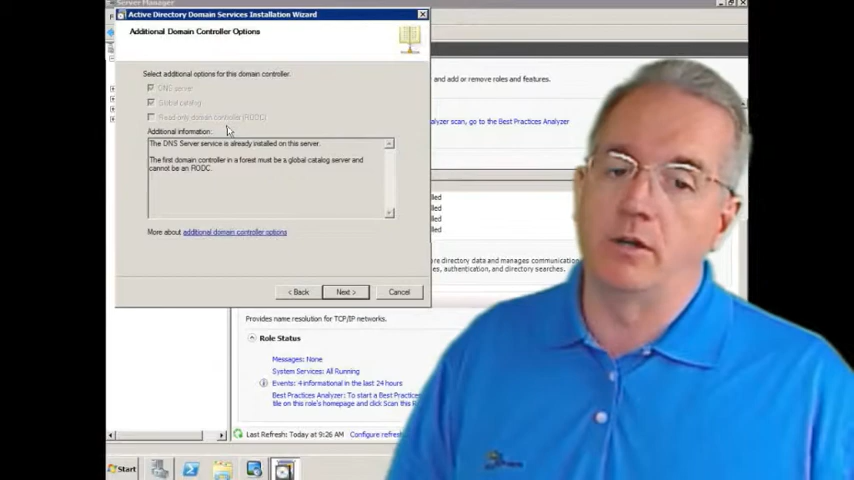 Server Manager
Active Directory Domain Services Installation Wizard
Additional Domain Controller Options
Select additional options for this domain controller.
DNS server
Global catalog
Read-only domain controller (RODC)
Additional information:
The DNS Server service is already installed on this server.
The first domain controller in a forest must be a global catalog server and
cannot be an RODC.
More about additional domain controller options
< Back
Next >
Cancel
and add or remove roles and features.
alyzer scan, go to the Best Practices Analyzer
lled
lled
lled
lled
re directory data and manages communication
, authentication, and directory searches.
Provides name resolution for TCP/IP networks.
Role Status
Messages: None
System Services: All Running
Events: 4 informational in the last 24 hours
Best Practices Analyzer: To start a Best Practices
tile on this role's homepage and click Scan this R
Last Refresh: Today at 9:26 AM
Configure refresh
Start